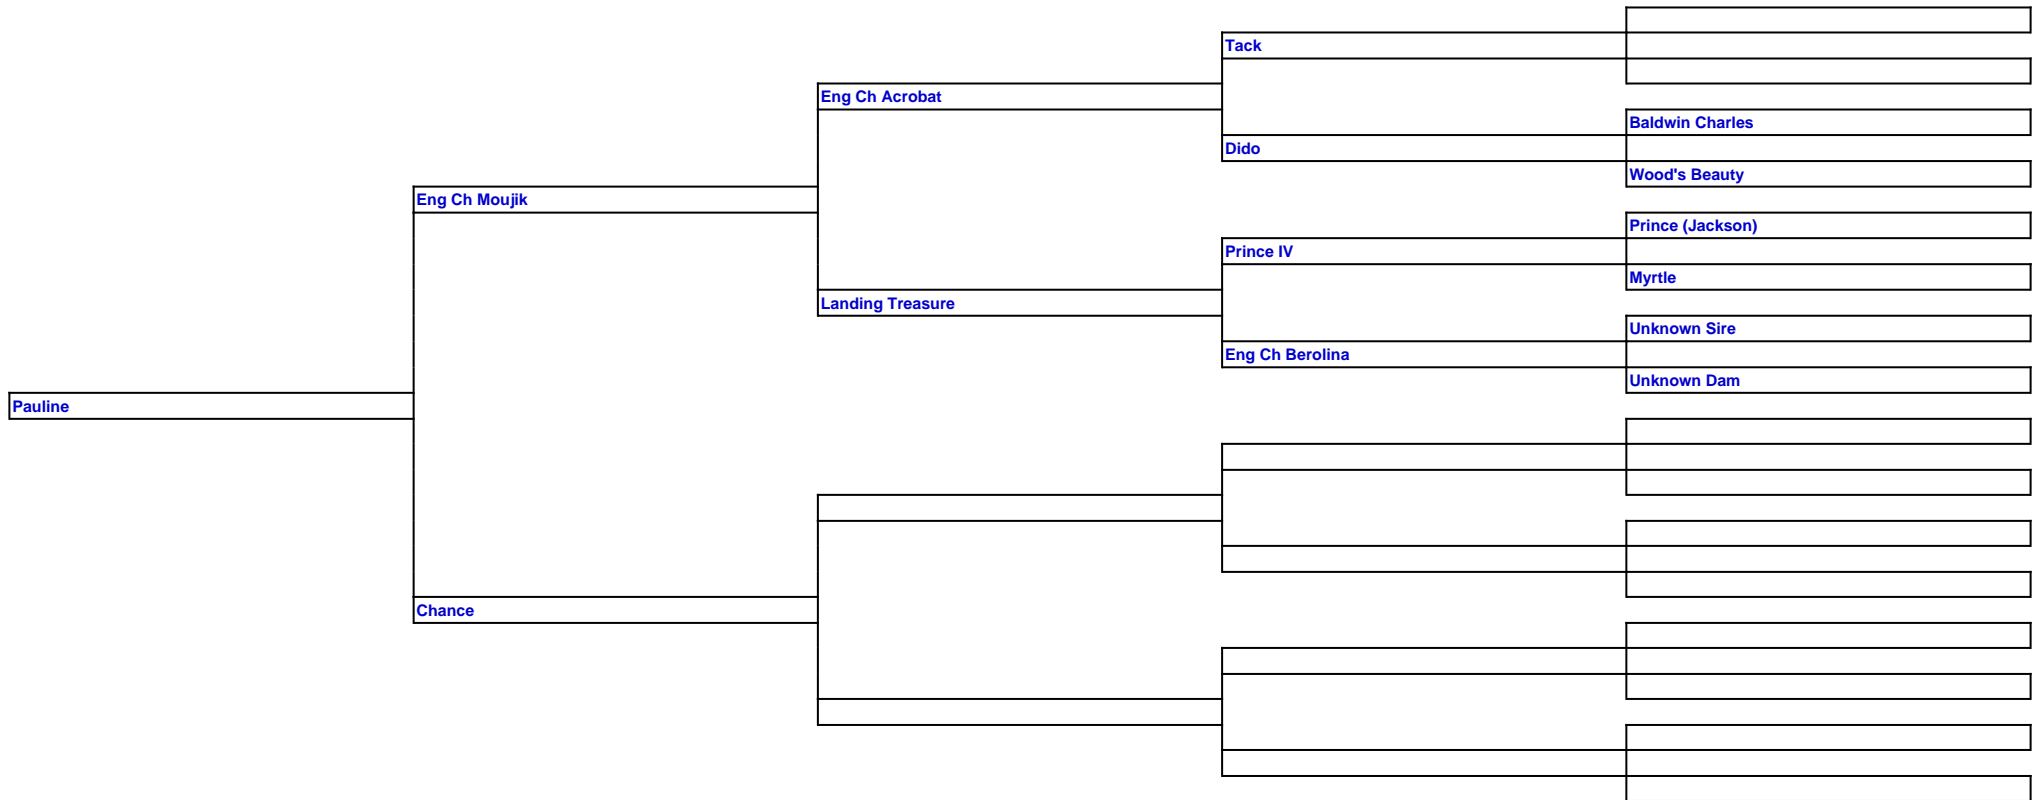 Tack
Eng Ch Acrobat
Baldwin Charles
Dido
Wood's Beauty
Eng Ch Moujik
Prince (Jackson)
Prince IV
Myrtle
Landing Treasure
Unknown Sire
Eng Ch Berolina
Unknown Dam
Pauline
Chance